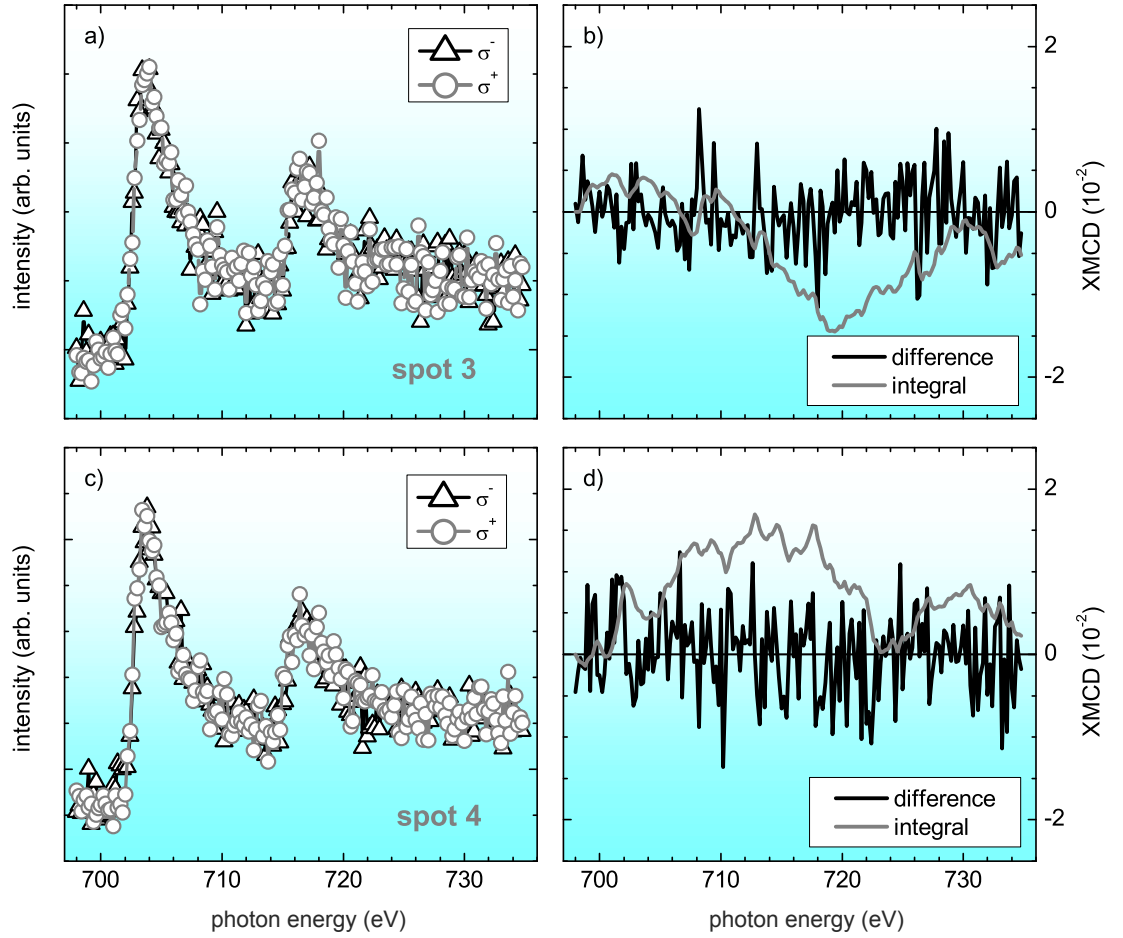 a)
σ-
σ+
intensity (arb. units)
spot 3
b)
2
0
-2
XMCD (10-2)
difference
integral
c)
σ-
σ+
intensity (arb. units)
spot 4
700 710 720 730
photon energy (eV)
d)
2
0
-2
XMCD (10-2)
difference
integral
700 710 720 730
photon energy (eV)